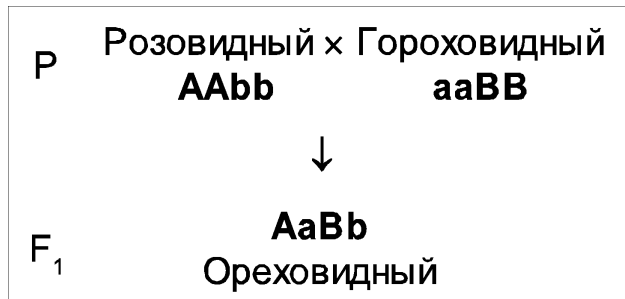 P Розовидный × Гороховидный
AAbb aaBB
↓
AaBb
F₁ Ореховидный